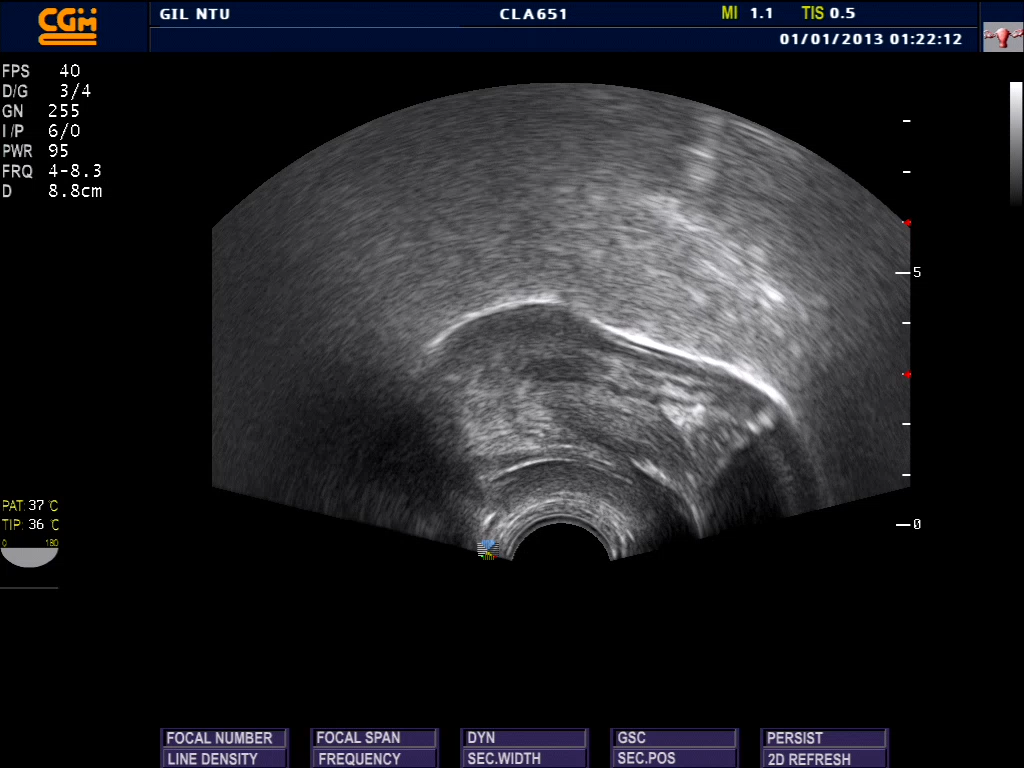 CGM
GIL NTU
CLA651
MI 1.1 TIS 0.5
01/01/2013 01:22:12
FPS 40
D/G 3/4
GN 255
I/P 6/0
PWR 95
FRQ 4-8.3
D 8.8cm
5
PAT: 37 °C
TIP: 36 °C
0 180
0
FOCAL NUMBER FOCAL SPAN DYN GSC PERSIST
LINE DENSITY FREQUENCY SEC.WIDTH SEC.POS 2D REFRESH